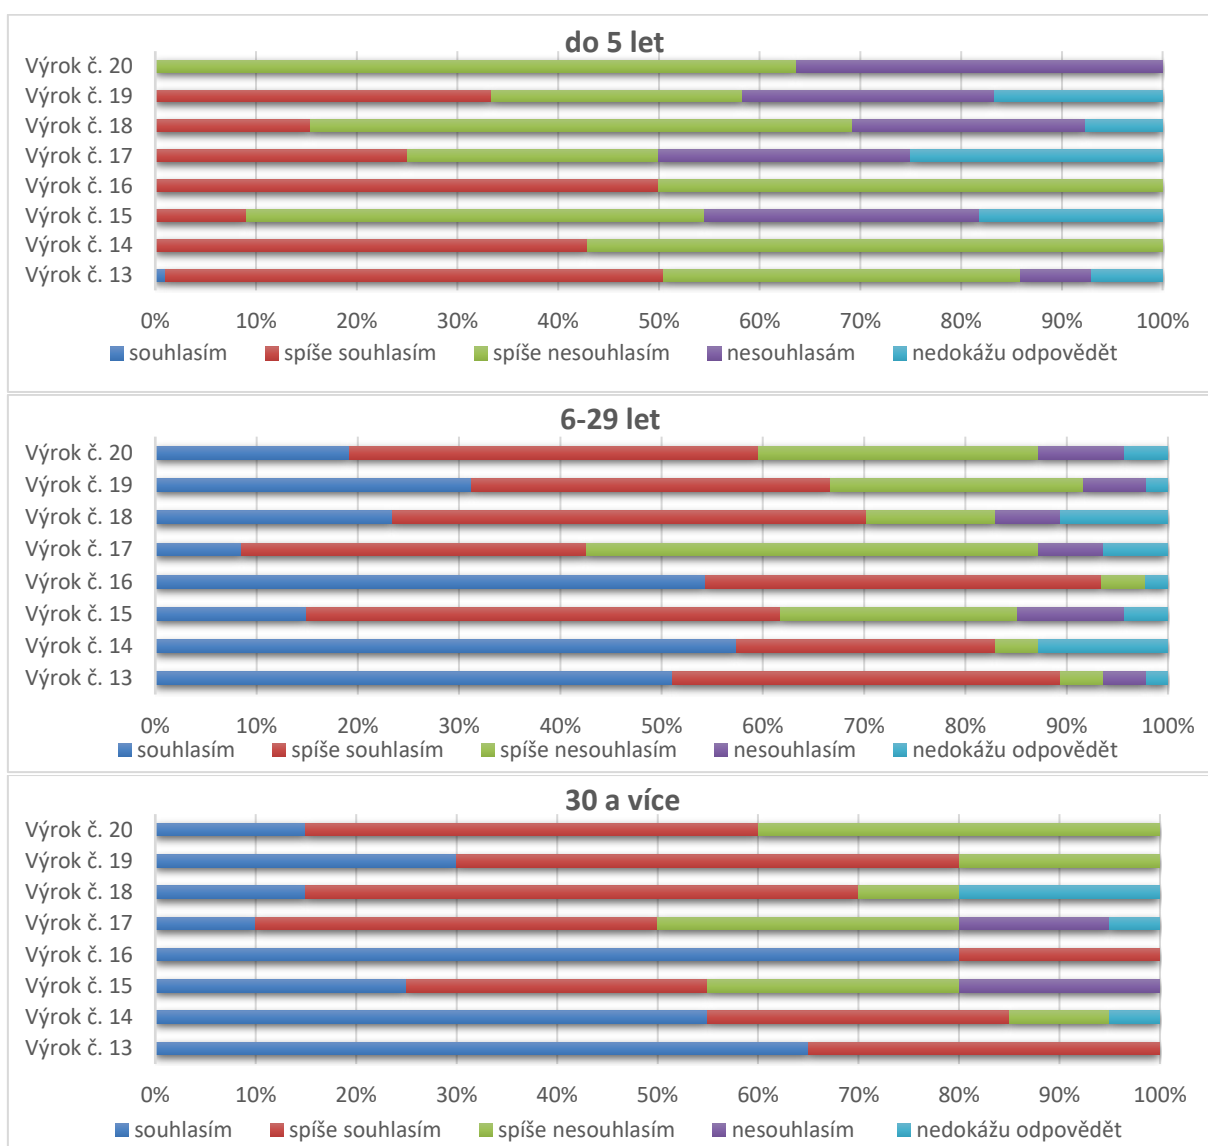 do 5 let
Výrok č. 20
Výrok č. 19
Výrok č. 18
Výrok č. 17
Výrok č. 16
Výrok č. 15
Výrok č. 14
Výrok č. 13
0% 10% 20% 30% 40% 50% 60% 70% 80% 90% 100%
souhlasím spíše souhlasím spíše nesouhlasím nesouhlasám nedokážu odpovědět
6-29 let
Výrok č. 20
Výrok č. 19
Výrok č. 18
Výrok č. 17
Výrok č. 16
Výrok č. 15
Výrok č. 14
Výrok č. 13
0% 10% 20% 30% 40% 50% 60% 70% 80% 90% 100%
souhlasím spíše souhlasím spíše nesouhlasím nesouhlasím nedokážu odpovědět
30 a více
Výrok č. 20
Výrok č. 19
Výrok č. 18
Výrok č. 17
Výrok č. 16
Výrok č. 15
Výrok č. 14
Výrok č. 13
0% 10% 20% 30% 40% 50% 60% 70% 80% 90% 100%
souhlasím spíše souhlasím spíše nesouhlasím nesouhlasím nedokážu odpovědět